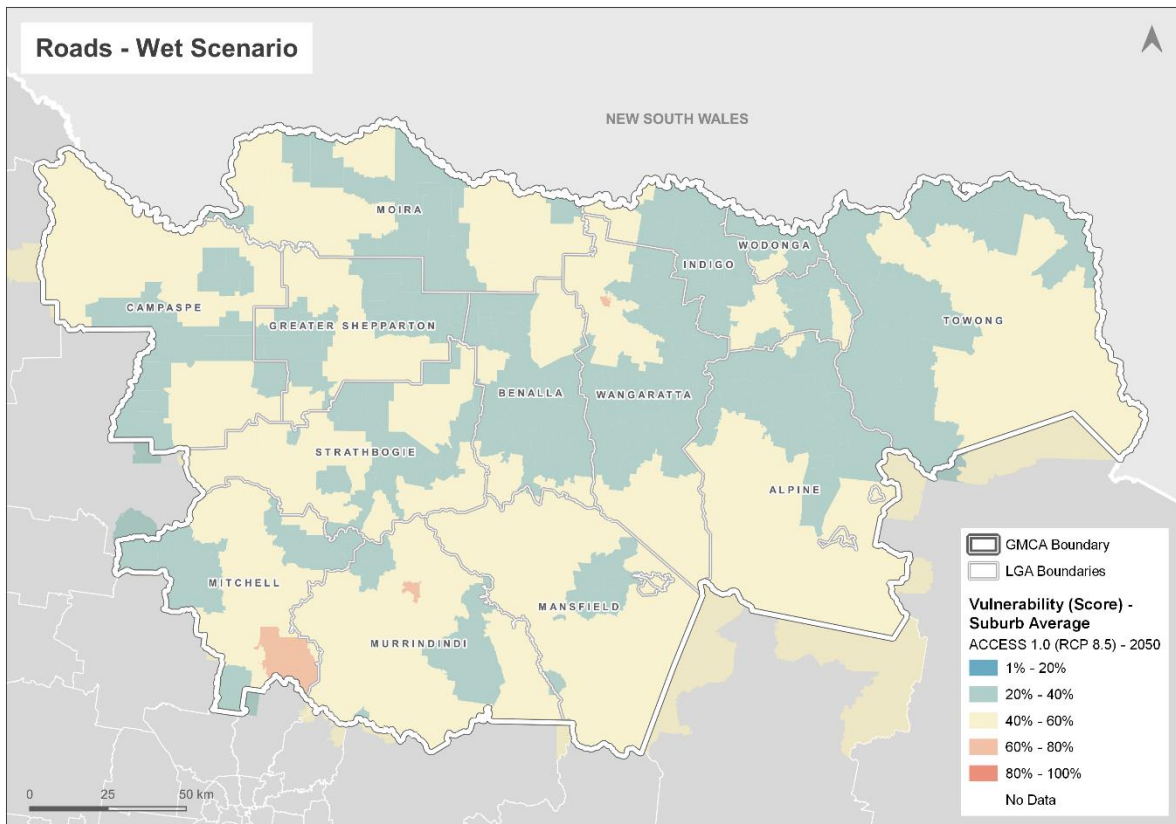 Roads - Wet Scenario
NEW SOUTH WALES
MOIRA
WODONGA
INDIGO
CAMPASPE
GREATER SHEPPARTON
TOWONG
BENALLA
WANGARATTA
STRATHBOGIE
ALPINE
MITCHELL
MANSFIELD
MURRINDINDI
GMCA Boundary
LGA Boundaries
Vulnerability (Score) -
Suburb Average
ACCESS 1.0 (RCP 8.5) - 2050
1% - 20%
20% - 40%
40% - 60%
60% - 80%
80% - 100%
No Data
0 25 50 km